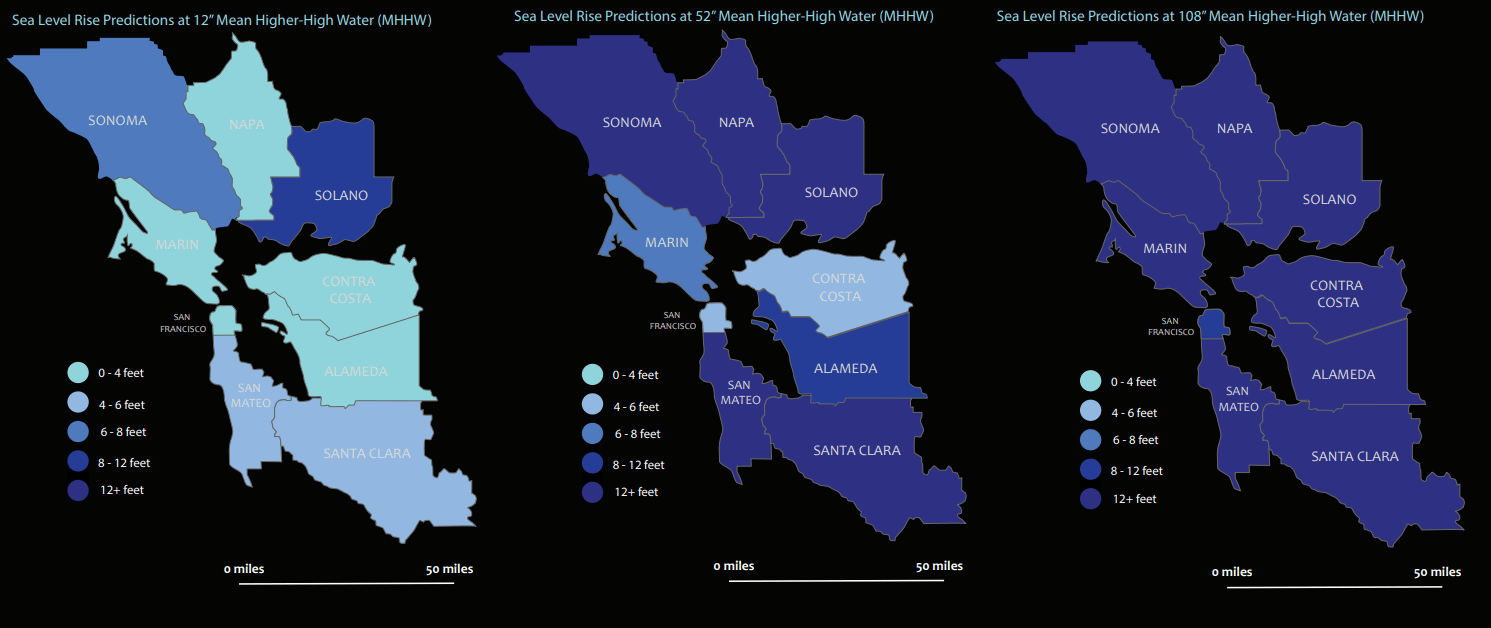 Sea Level Rise Predictions at 12” Mean Higher-High Water (MHHW)
SONOMA
NAPA
SOLANO
MARIN
CONTRA
COSTA
SAN
FRANCISCO
ALAMEDA
SAN
MATEO
SANTA CLARA
0 - 4 feet
4 - 6 feet
6 - 8 feet
8 - 12 feet
12+ feet
0 miles
50 miles
Sea Level Rise Predictions at 52” Mean Higher-High Water (MHHW)
SONOMA
NAPA
SOLANO
MARIN
CONTRA
COSTA
SAN
FRANCISCO
ALAMEDA
SAN
MATEO
SANTA CLARA
0 - 4 feet
4 - 6 feet
6 - 8 feet
8 - 12 feet
12+ feet
0 miles
50 miles
Sea Level Rise Predictions at 108” Mean Higher-High Water (MHHW)
SONOMA
NAPA
SOLANO
MARIN
CONTRA
COSTA
SAN
FRANCISCO
ALAMEDA
SAN
MATEO
SANTA CLARA
0 - 4 feet
4 - 6 feet
6 - 8 feet
8 - 12 feet
12+ feet
0 miles
50 miles